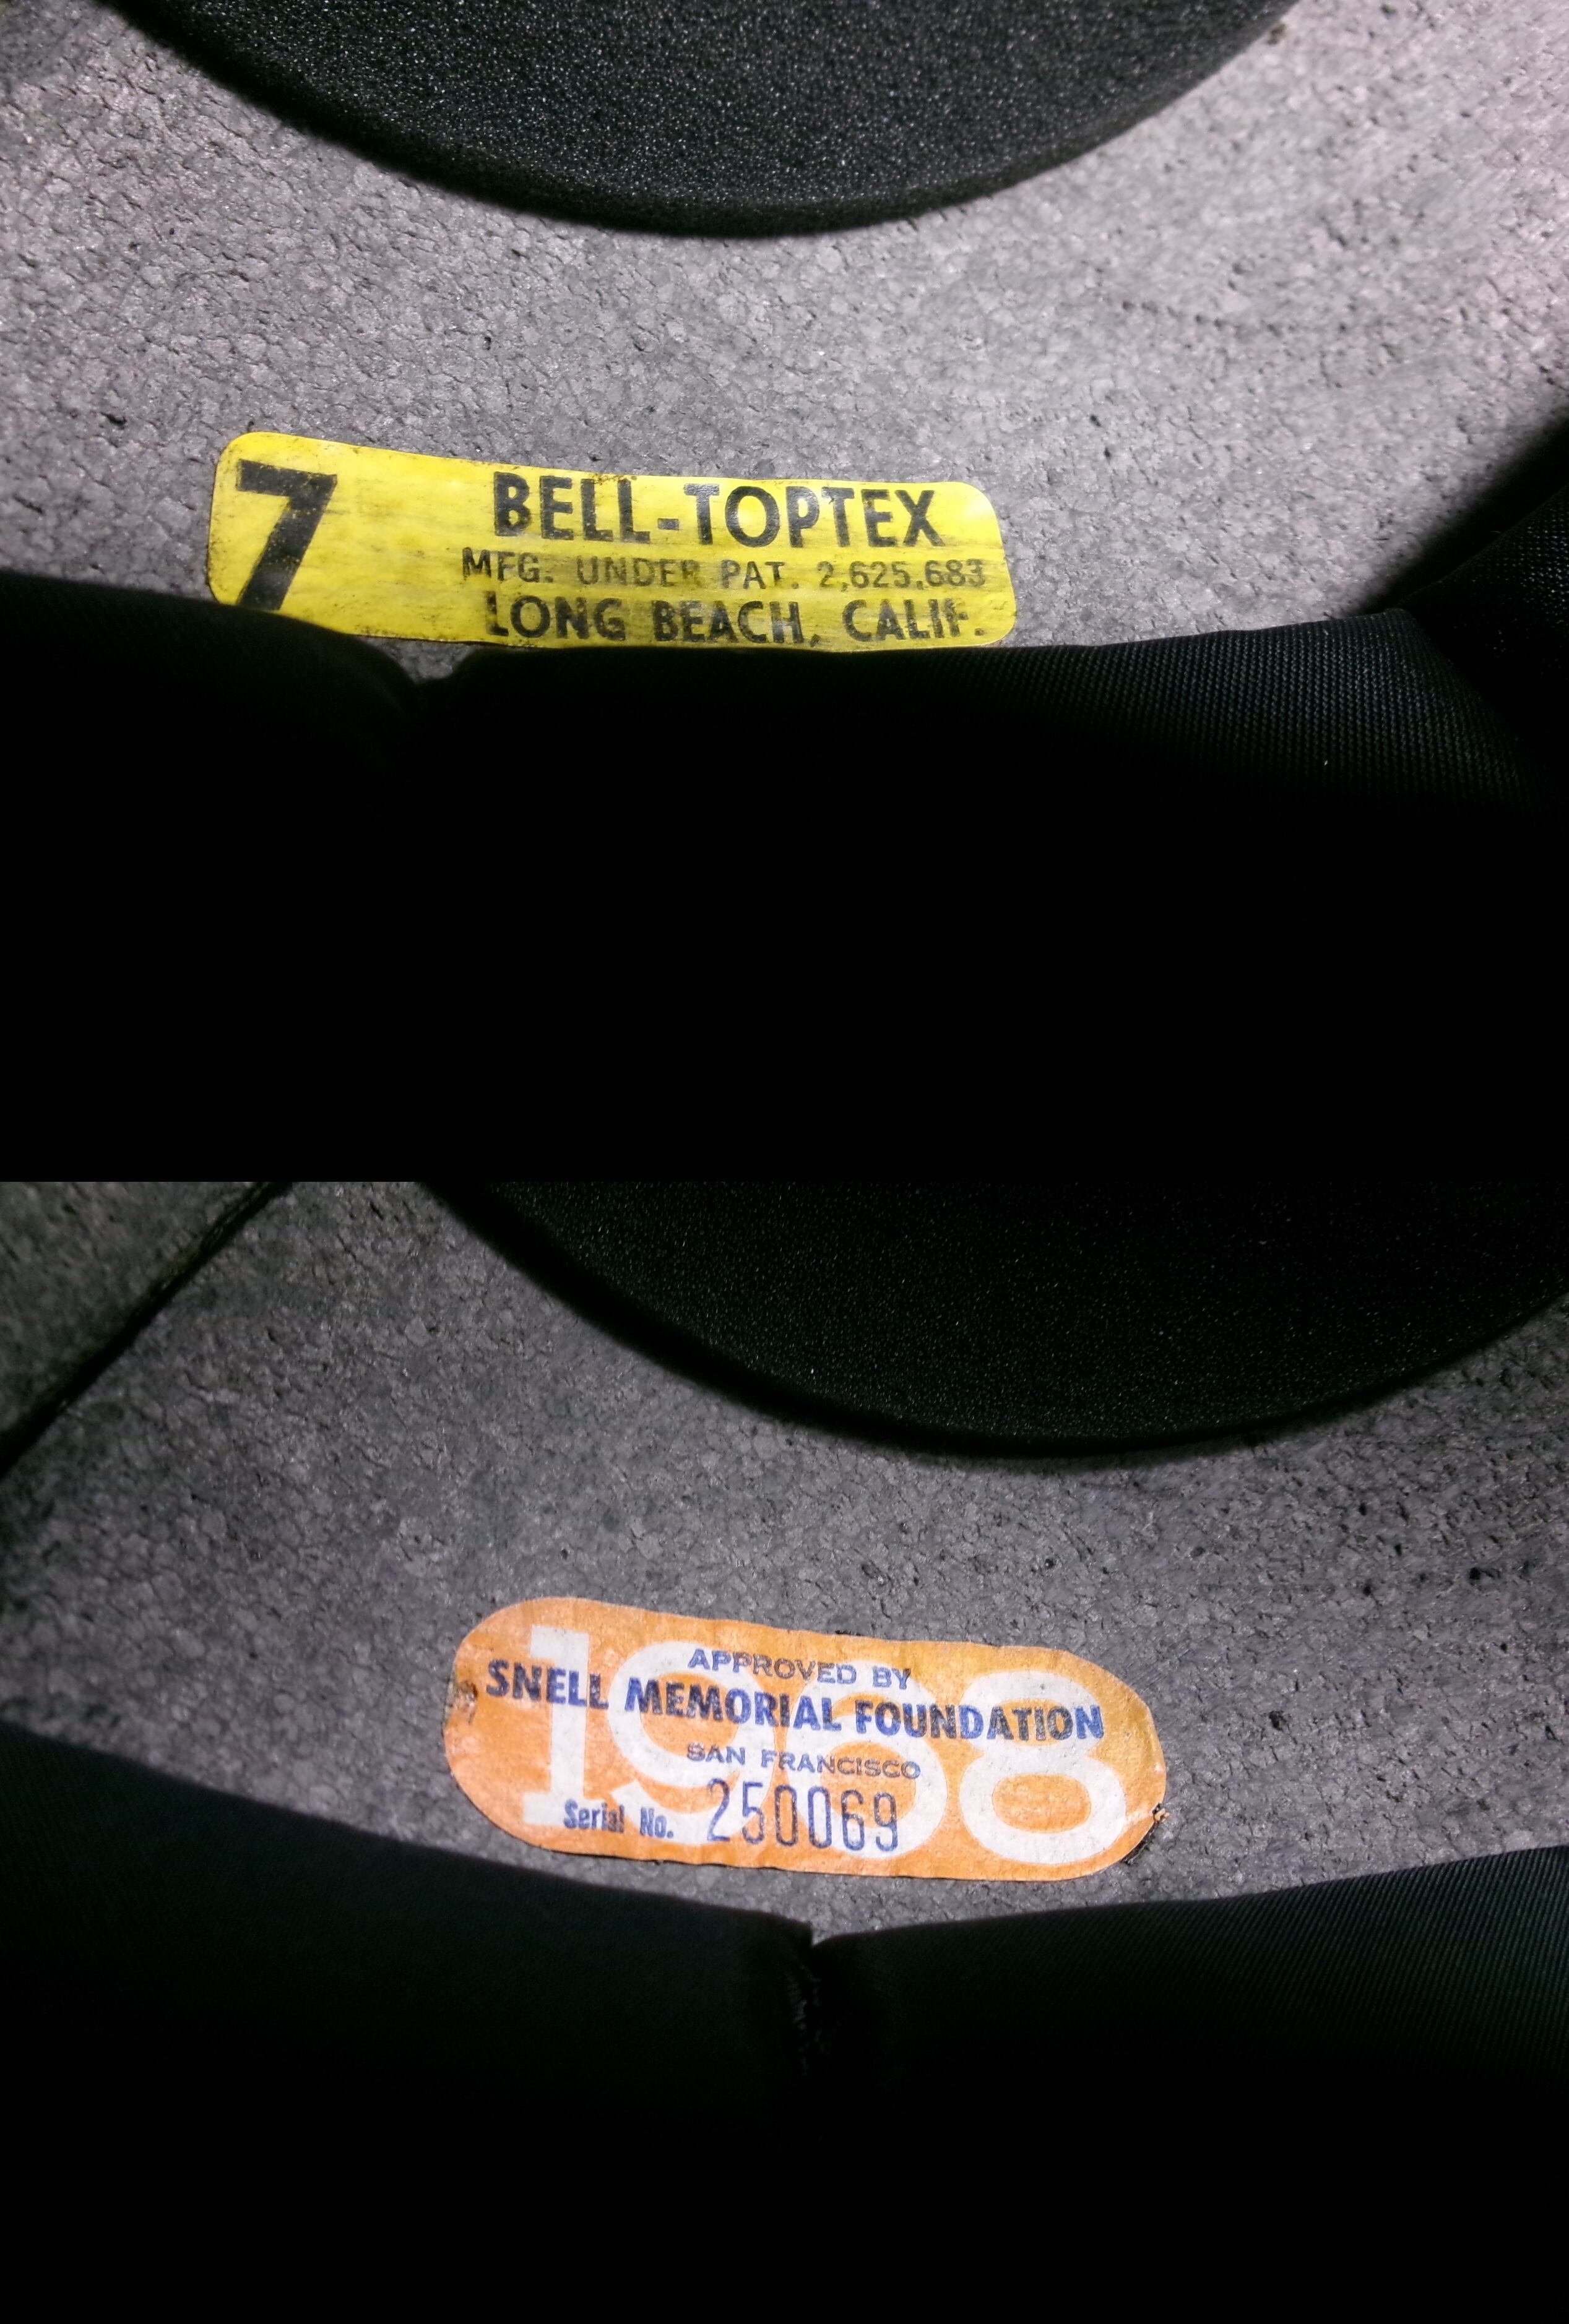 7
BELL-TOPTEX
MFG. UNDER PAT. 2,625,683
LONG BEACH, CALIF.
1968
APPROVED BY
SNELL MEMORIAL FOUNDATION
SAN FRANCISCO
Serial No. 250069